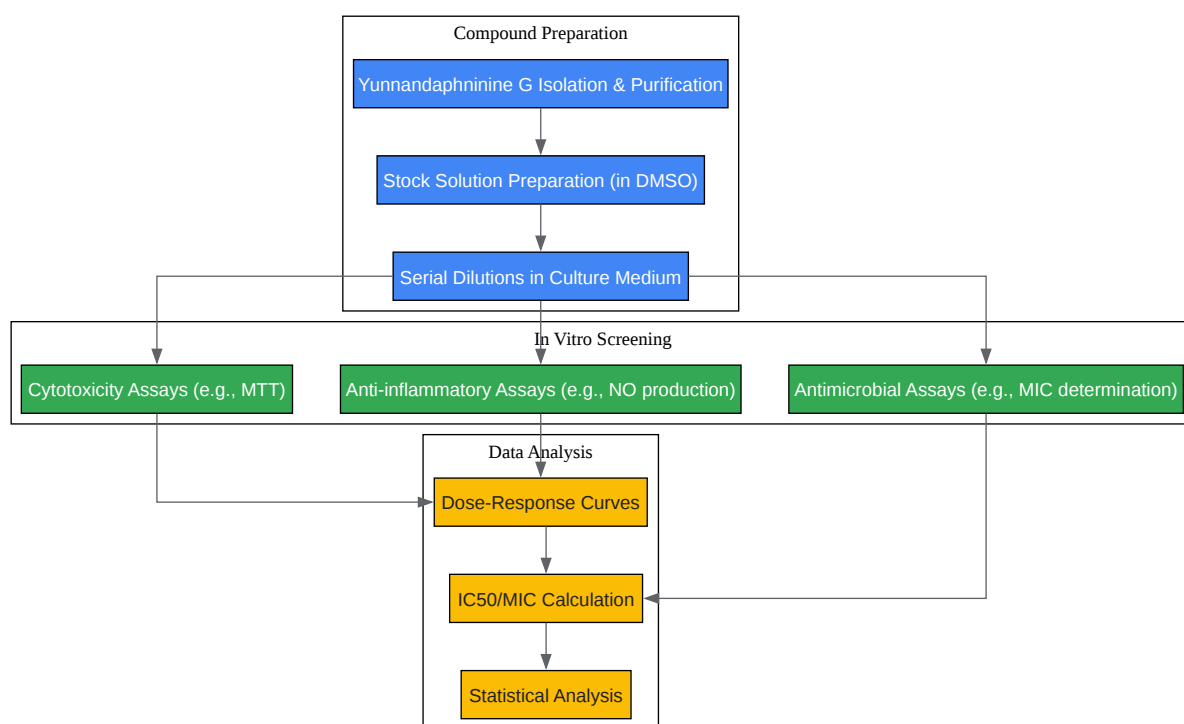 Compound Preparation
Yunnandaphninine G Isolation & Purification
Stock Solution Preparation (in DMSO)
Serial Dilutions in Culture Medium
In Vitro Screening
Cytotoxicity Assays (e.g., MTT)
Anti-inflammatory Assays (e.g., NO production)
Antimicrobial Assays (e.g., MIC determination)
Data Analysis
Dose-Response Curves
IC50/MIC Calculation
Statistical Analysis